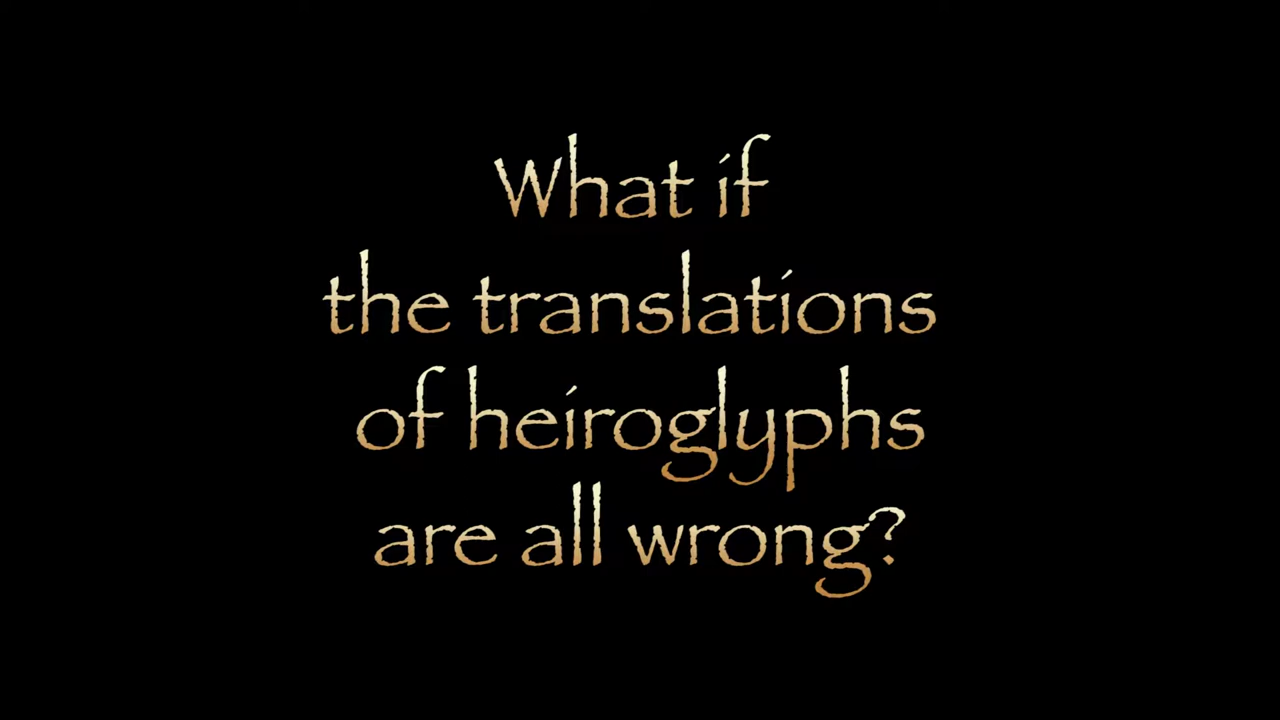 What if
the translations
of heiroglyphs
are all wrong?